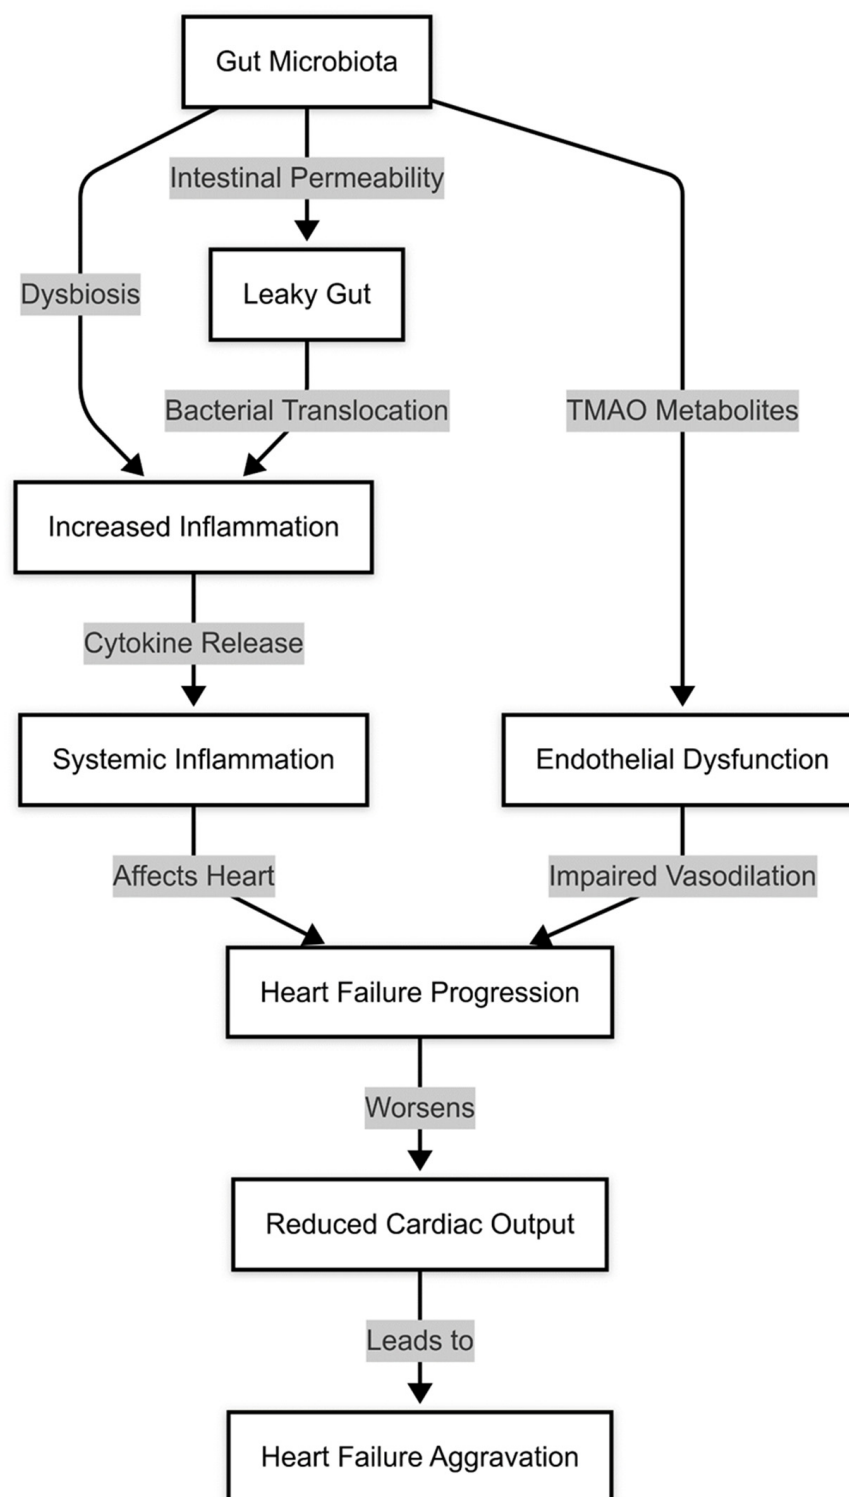 Gut Microbiota
Intestinal Permeability
Dysbiosis
Leaky Gut
Bacterial Translocation
TMAO Metabolites
Increased Inflammation
Cytokine Release
Systemic Inflammation
Endothelial Dysfunction
Affects Heart
Impaired Vasodilation
Heart Failure Progression
Worsens
Reduced Cardiac Output
Leads to
Heart Failure Aggravation